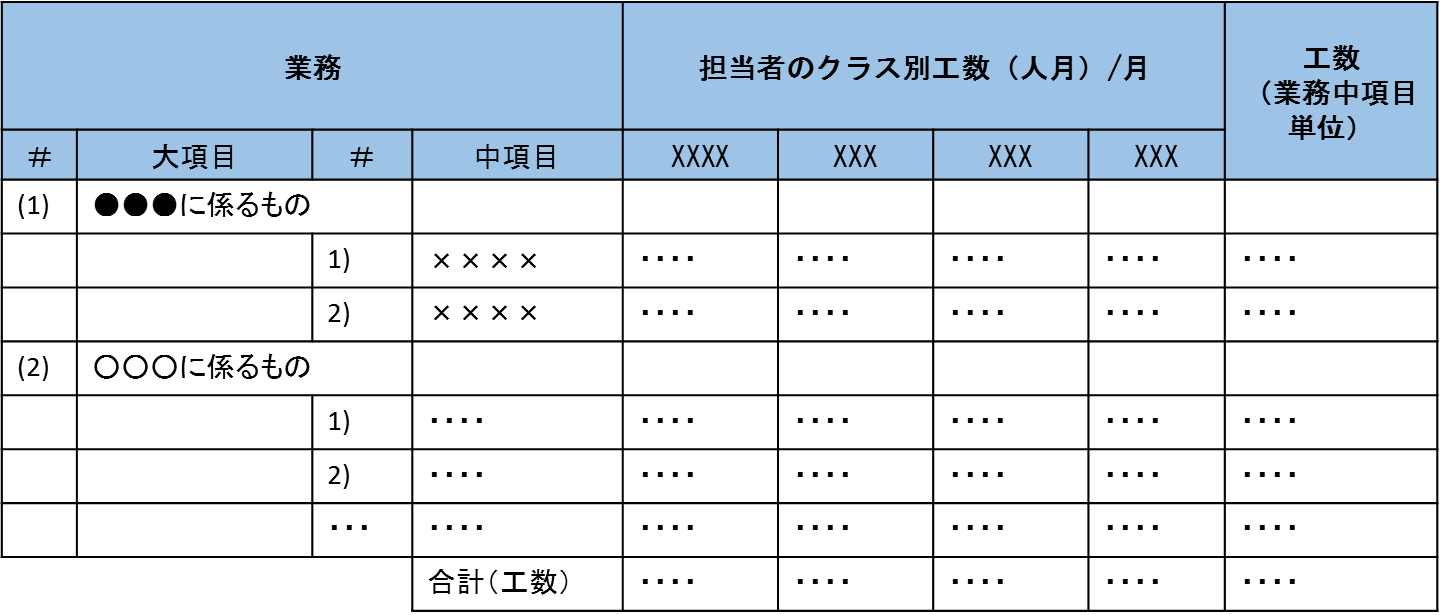 業務 担当者のクラス別工数（人月）/月 工数
（業務中項目
単位）
＃ 大項目 ＃ 中項目 XXXX XXX XXX XXX
(1) ●●●に係るもの
1) ×××× ････ ････ ････ ････ ････
2) ×××× ････ ････ ････ ････ ････
(2) 〇〇〇に係るもの
1) ････ ････ ････ ････ ････ ････
2) ････ ････ ････ ････ ････ ････
･･･ ････ ････ ････ ････ ････ ････
合計（工数） ････ ････ ････ ････ ････